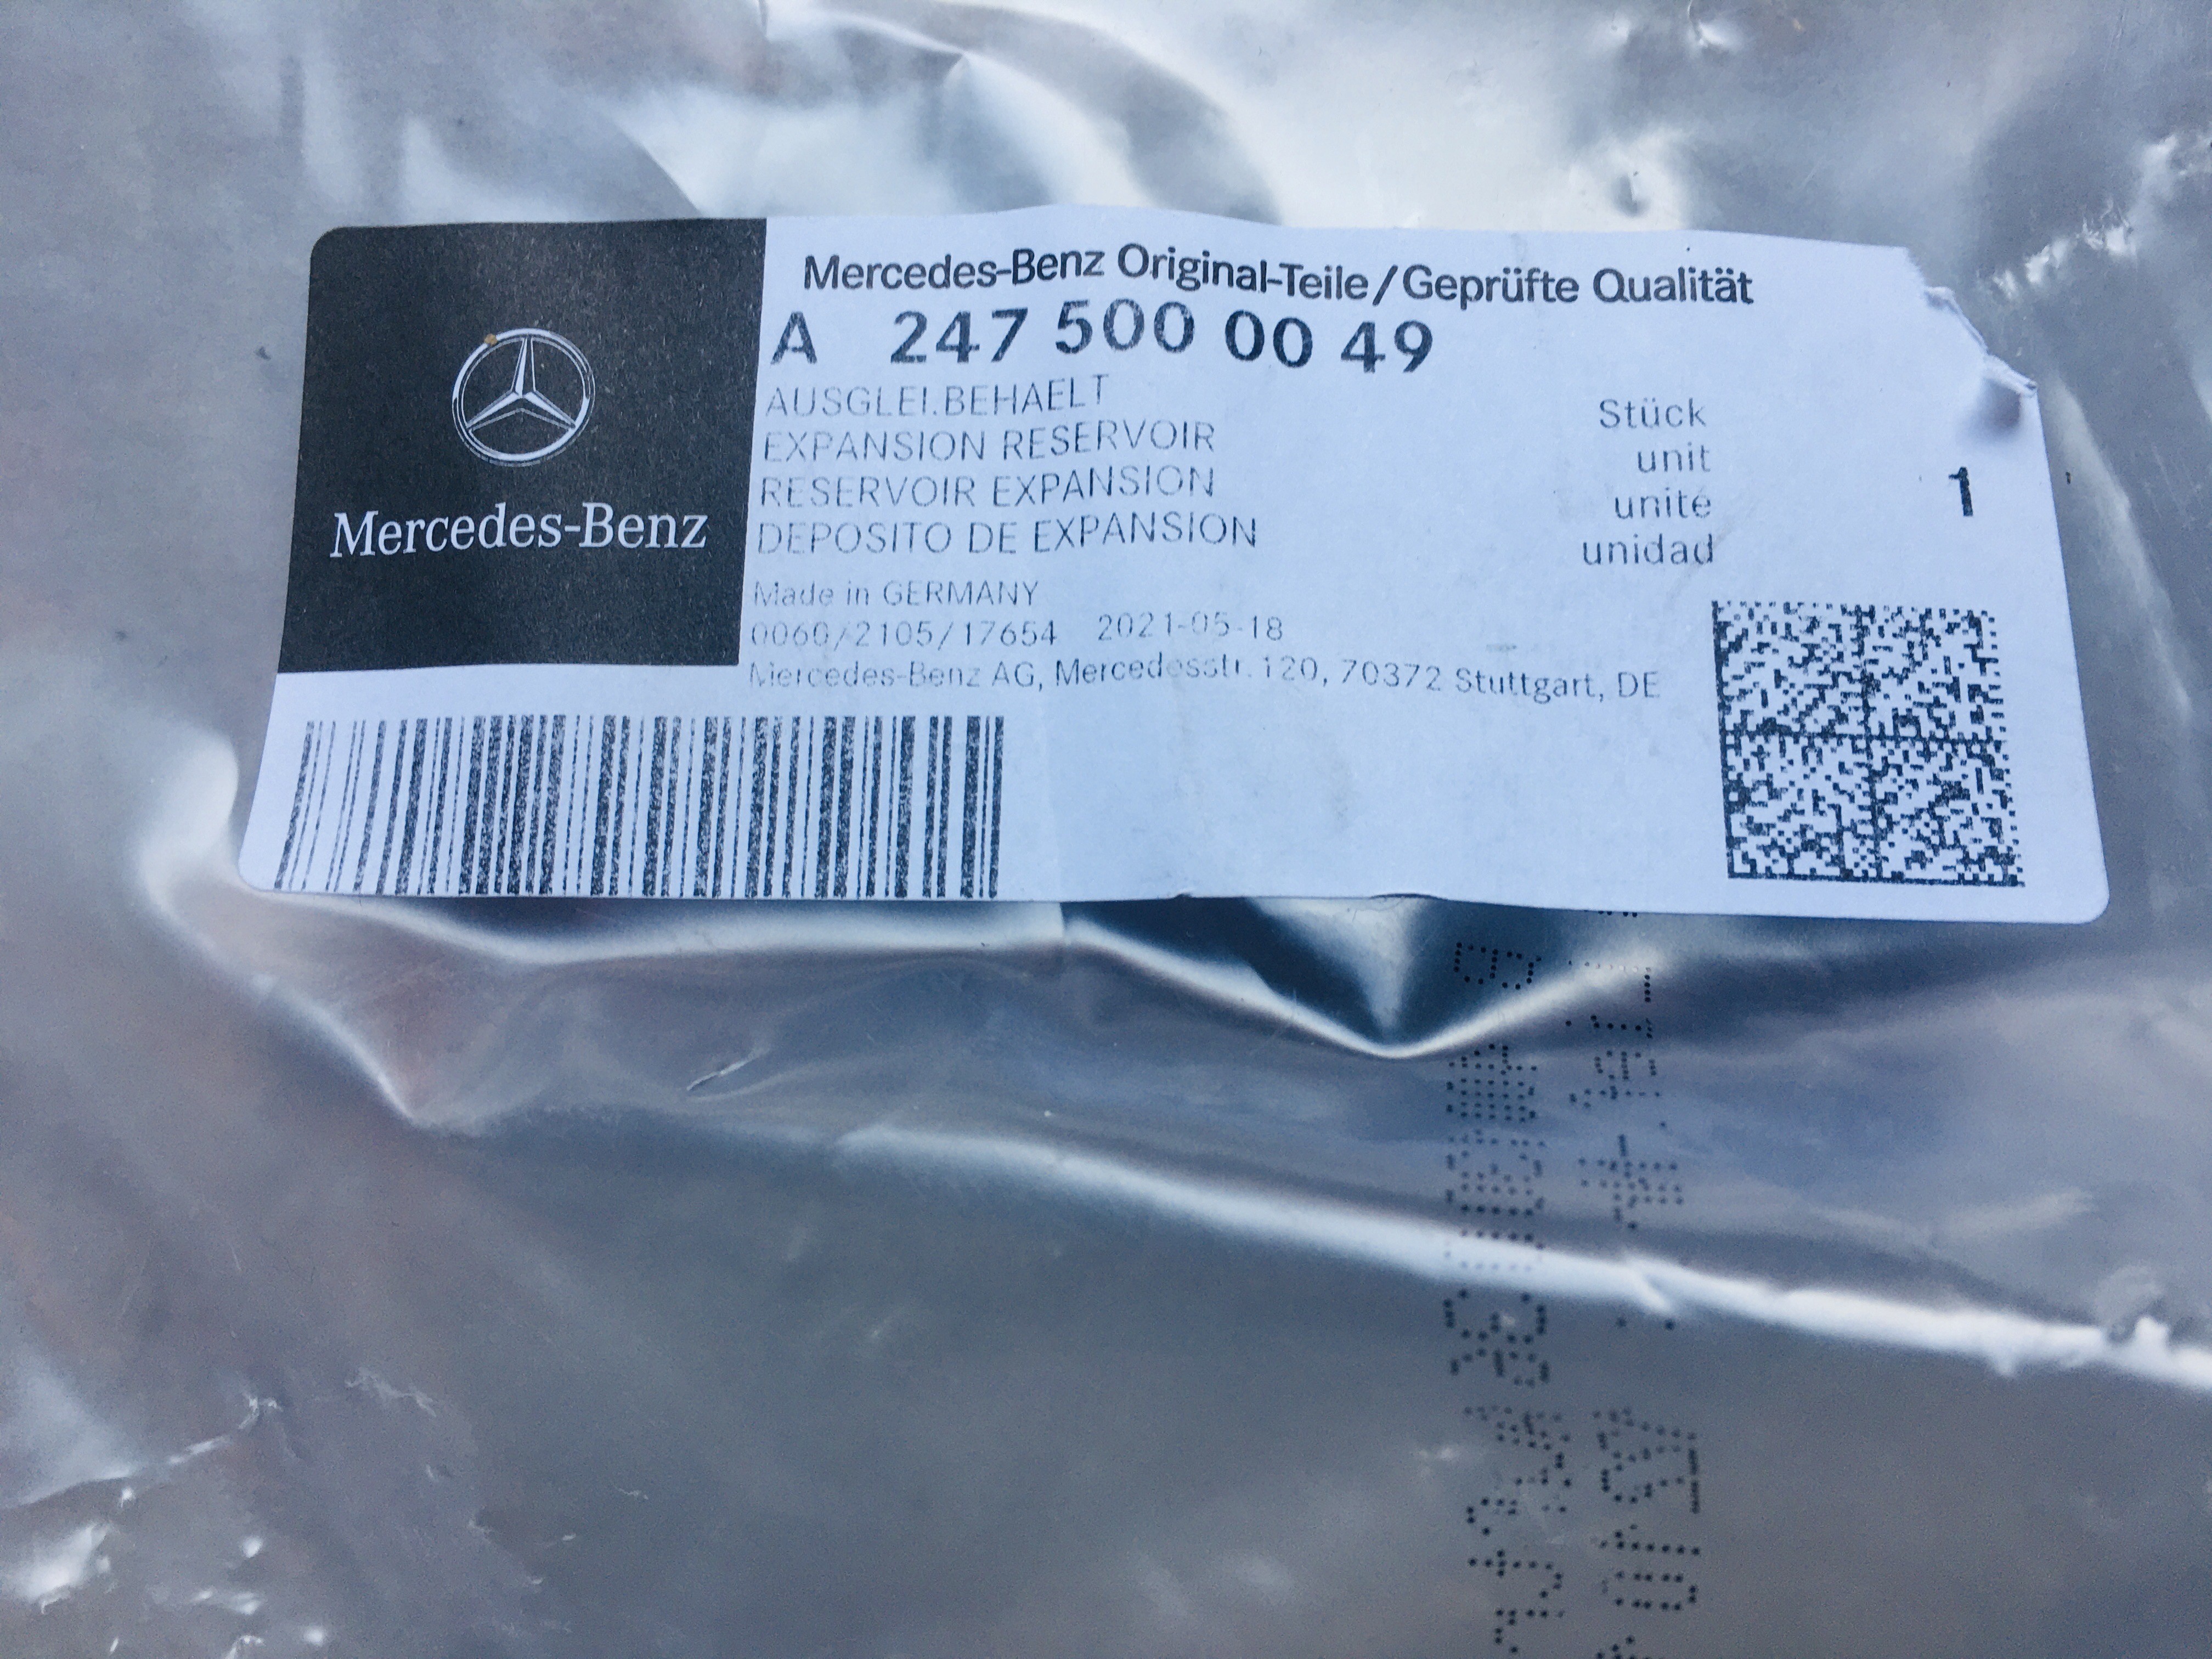 Mercedes-Benz
Mercedes-Benz Original-Teile/Geprüfte Qualität
A 247 500 00 49
AUSGLEI.BEHAELT
EXPANSION RESERVOIR
RESERVOIR EXPANSION
DEPOSITO DE EXPANSION
Stück
unit
unité
unidad
1
Made in GERMANY
0060/2105/17654 2021-05-18
Mercedes-Benz AG, Mercedesstr. 120, 70372 Stuttgart, DE